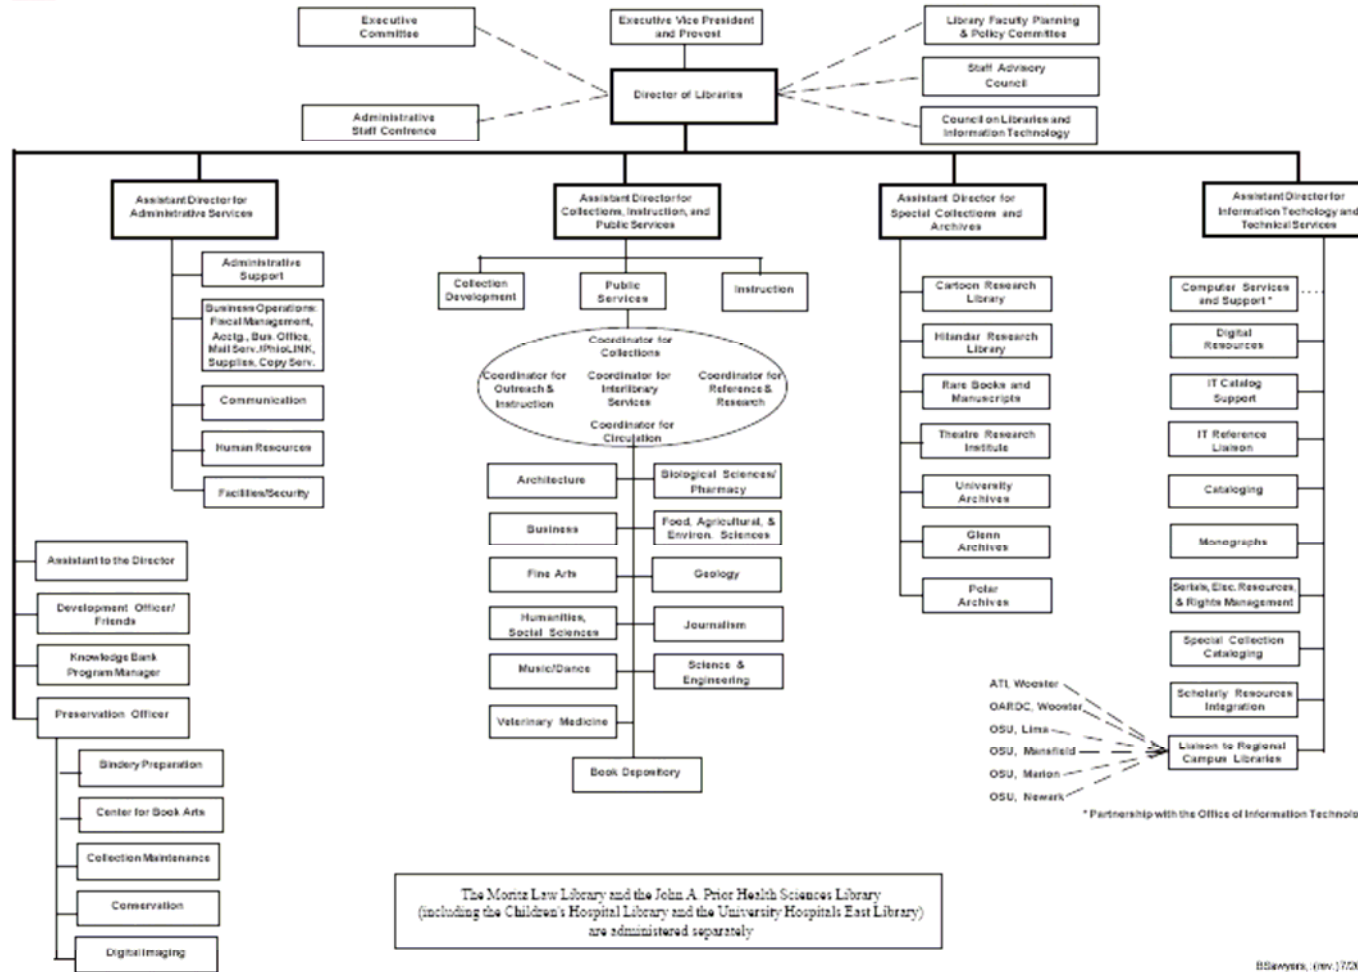 Executive
Committee
Executive Vice President
and Provost
Library Faculty Planning
& Policy Committee
Director of Libraries
Staff Advisory
Council
Administrative
Staff Confrence
Council on Libraries and
Information Technology
Assistant Director for
Administrative Services
Assistant Director for
Collections, Instruction, and
Public Services
Assistant Director for
Special Collections and
Archives
Assistant Director for
Information Techology and
Technical Services
Administrative
Support
Business Operations:
Fiscal Management,
Acctg., Bus. Office,
Mail Serv./PhioLINK,
Supplies, Copy Serv.
Communication
Human Resources
Facilities/Security
Collection
Development
Public
Services
Instruction
Coordinator for
Collections
Coordinator for
Outreach &
Instruction
Coordinator for
Interlibrary
Services
Coordinator for
Reference &
Research
Coordinator for
Circulation
Architecture
Biological Sciences/
Pharmacy
Business
Food, Agricultural, &
Environ. Sciences
Fine Arts
Geology
Humanities,
Social Sciences
Journalism
Music/Dance
Science &
Engineering
Veterinary Medicine
Book Depository
Cartoon Research
Library
Hilandar Research
Library
Rare Books and
Manuscripts
Theatre Research
Institute
University
Archives
Glenn
Archives
Polar
Archives
Computer Services
and Support *
Digital
Resources
IT Catalog
Support
IT Reference
Liaison
Cataloging
Monographs
Serials, Elec. Resources,
& Rights Management
Special Collection
Cataloging
Scholarly Resources
Integration
Liaison to Regional
Campus Libraries
ATI, Wooster
OARDC, Wooster
OSU, Lima
OSU, Mansfield
OSU, Marion
OSU, Newark
* Partnership with the Office of Information Technolo
Assistant to the Director
Development Officer/
Friends
Knowledge Bank
Program Manager
Preservation Officer
Bindery Preparation
Center for Book Arts
Collection Maintenance
Conservation
Digital Imaging
The Moritz Law Library and the John A. Prior Health Sciences Library
(including the Children's Hospital Library and the University Hospitals East Library)
are administered separately
BSawyers, (rev.)7/20